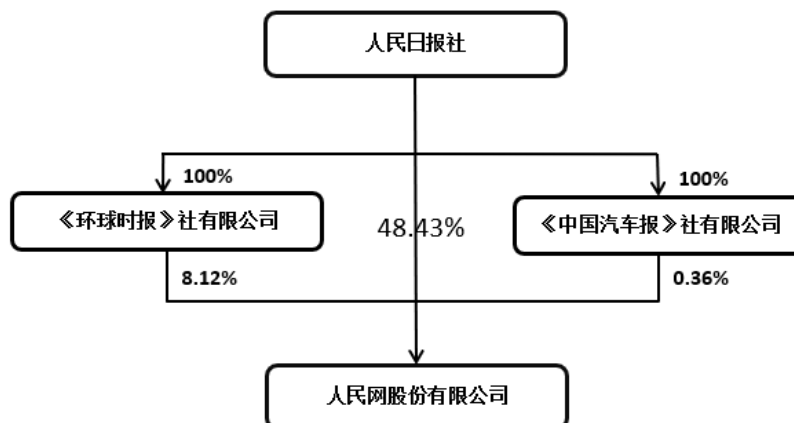 人民日报社
100%
100%
《环球时报》社有限公司
48.43%
《中国汽车报》社有限公司
8.12%
0.36%
人民网股份有限公司